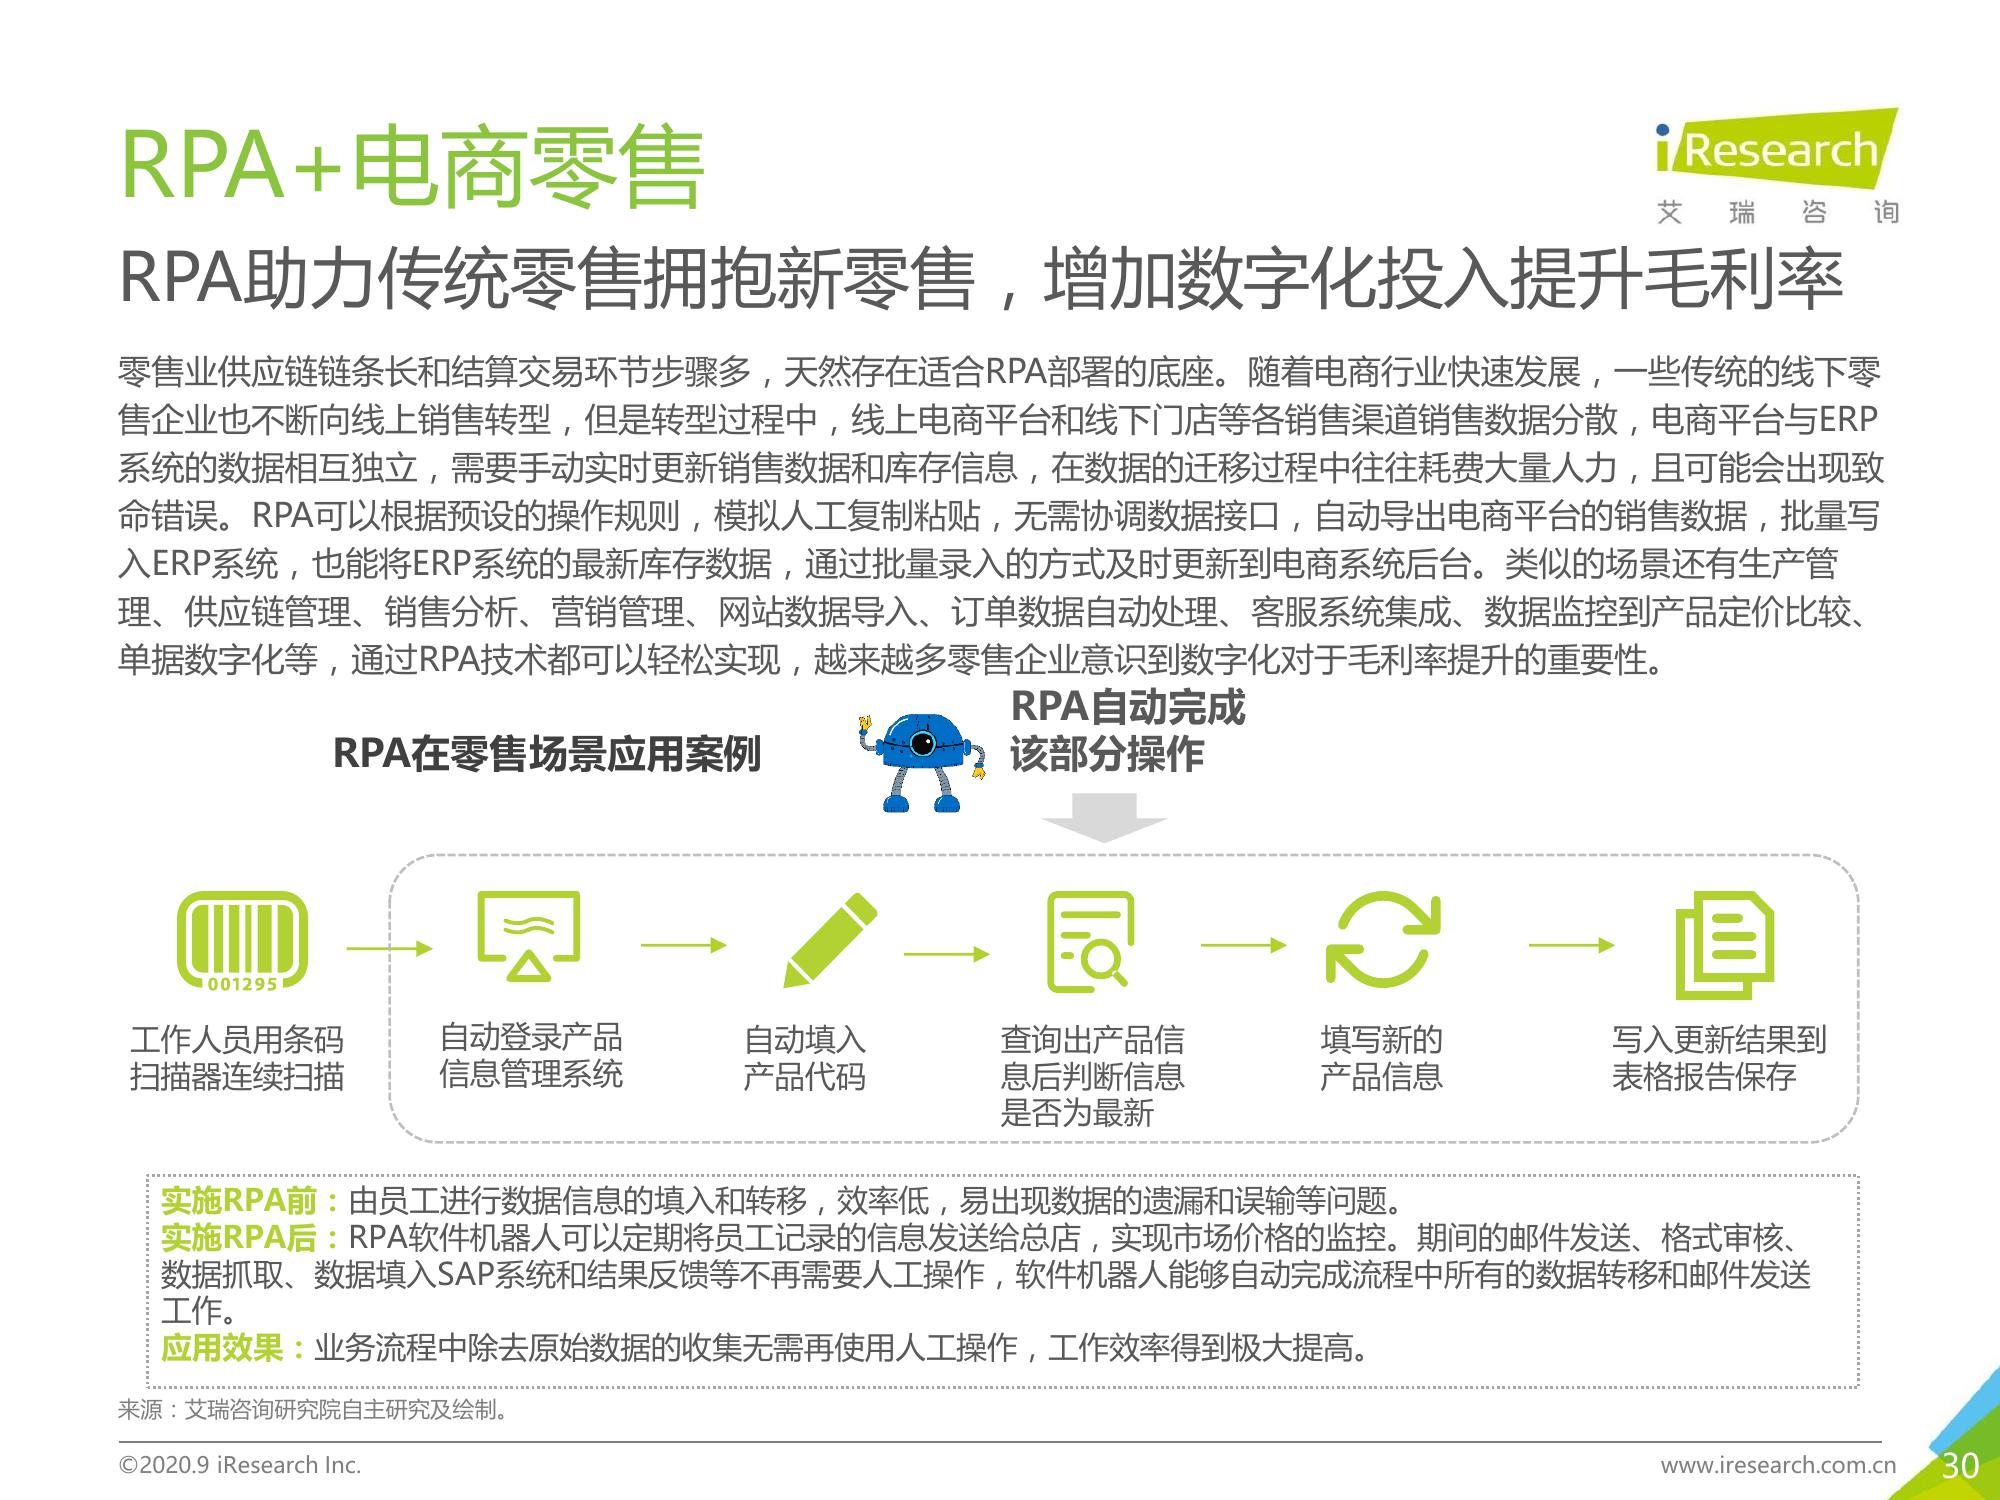 RPA+电商零售
iResearch
艾瑞咨询
RPA助力传统零售拥抱新零售，增加数字化投入提升毛利率
零售业供应链链条长和结算交易环节步骤多，天然存在适合RPA部署的底座。随着电商行业快速发展，一些传统的线下零
售企业也不断向线上销售转型，但是转型过程中，线上电商平台和线下门店等各销售渠道销售数据分散，电商平台与ERP
系统的数据相互独立，需要手动实时更新销售数据和库存信息，在数据的迁移过程中往往耗费大量人力，且可能会出现致
命错误。RPA可以根据预设的操作规则，模拟人工复制粘贴，无需协调数据接口，自动导出电商平台的销售数据，批量写
入ERP系统，也能将ERP系统的最新库存数据，通过批量录入的方式及时更新到电商系统后台。类似的场景还有生产管
理、供应链管理、销售分析、营销管理、网站数据导入、订单数据自动处理、客服系统集成、数据监控到产品定价比较、
单据数字化等，通过RPA技术都可以轻松实现，越来越多零售企业意识到数字化对于毛利率提升的重要性。
RPA在零售场景应用案例
RPA自动完成
该部分操作
001295
工作人员用条码
扫描器连续扫描
自动登录产品
信息管理系统
自动填入
产品代码
查询出产品信
息后判断信息
是否为最新
填写新的
产品信息
写入更新结果到
表格报告保存
实施RPA前：由员工进行数据信息的填入和转移，效率低，易出现数据的遗漏和误输等问题。
实施RPA后：RPA软件机器人可以定期将员工记录的信息发送给总店，实现市场价格的监控。期间的邮件发送、格式审核、
数据抓取、数据填入SAP系统和结果反馈等不再需要人工操作，软件机器人能够自动完成流程中所有的数据转移和邮件发送
工作。
应用效果：业务流程中除去原始数据的收集无需再使用人工操作，工作效率得到极大提高。
来源：艾瑞咨询研究院自主研究及绘制。
©2020.9 iResearch Inc.
www.iresearch.com.cn
30